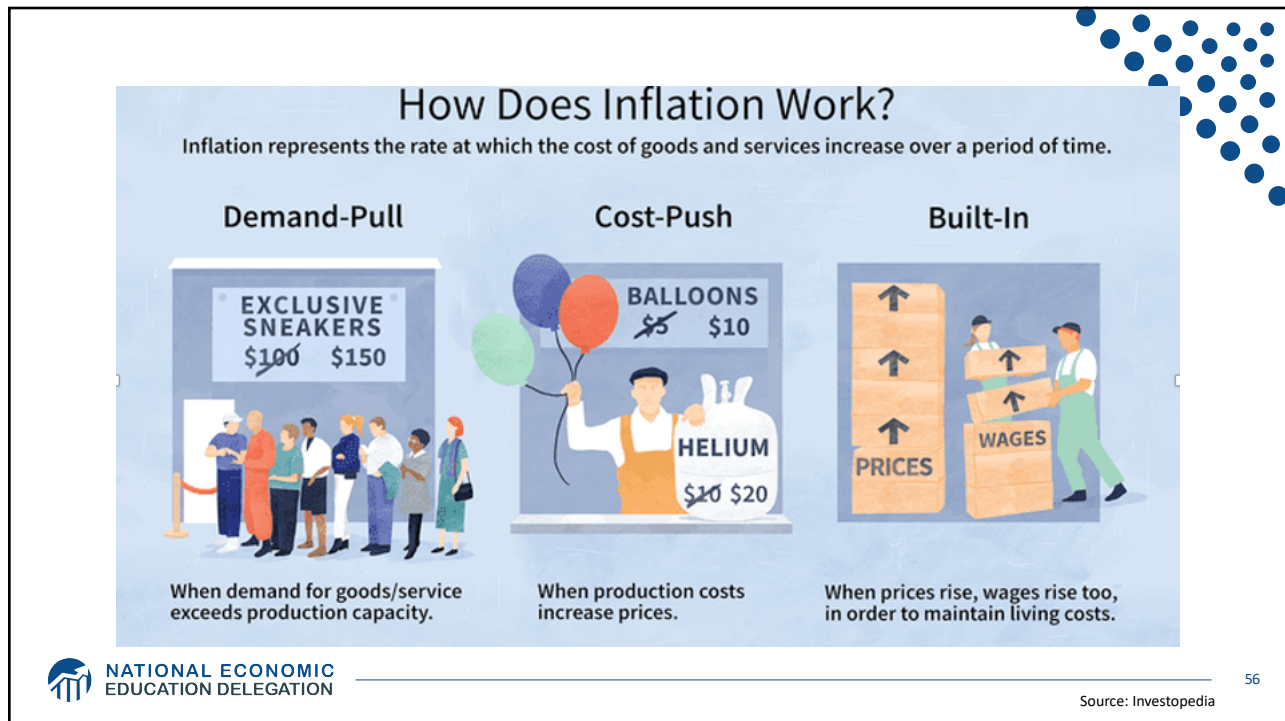 How Does Inflation Work?
Inflation represents the rate at which the cost of goods and services increase over a period of time.
Demand-Pull
EXCLUSIVE
SNEAKERS
$100 $150
When demand for goods/service
exceeds production capacity.
Cost-Push
BALLOONS
$5 $10
HELIUM
$10 $20
When production costs
increase prices.
Built-In
PRICES
WAGES
When prices rise, wages rise too,
in order to maintain living costs.
NATIONAL ECONOMIC
EDUCATION DELEGATION
56
Source: Investopedia